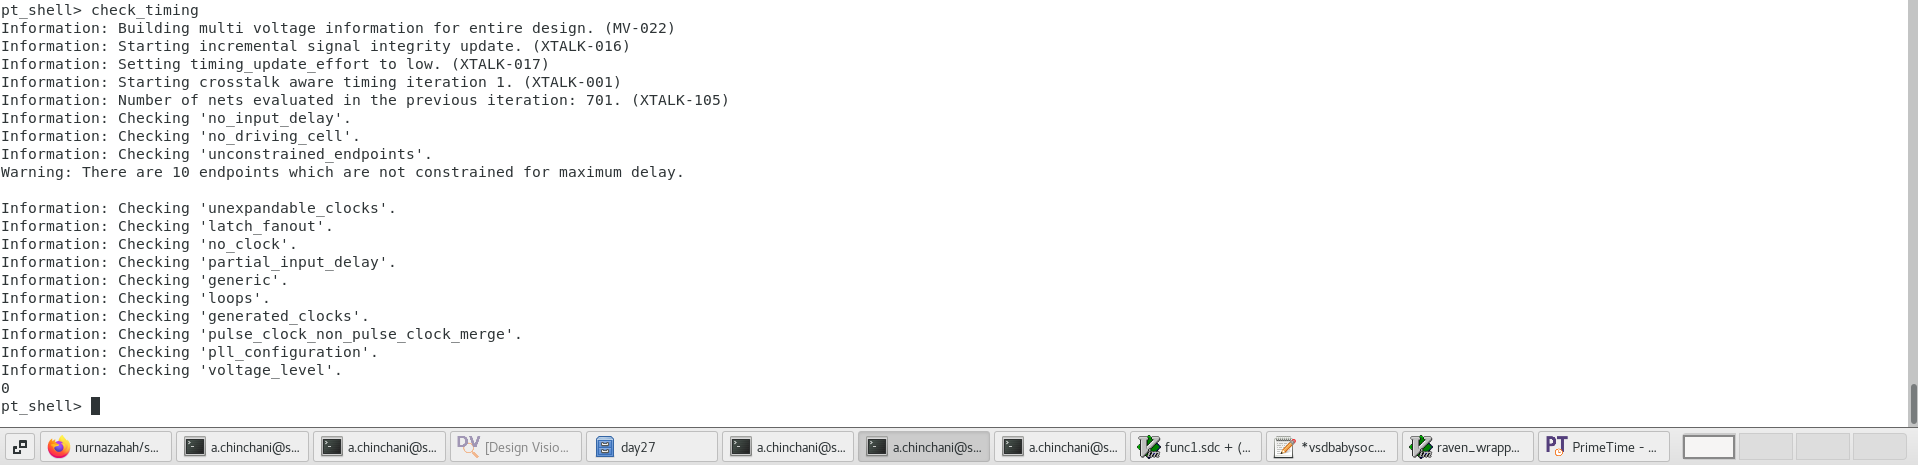 pt_shell> check_timing
Information: Building multi voltage information for entire design. (MV-022)
Information: Starting incremental signal integrity update. (XTALK-016)
Information: Setting timing_update_effort to low. (XTALK-017)
Information: Starting crosstalk aware timing iteration 1. (XTALK-001)
Information: Number of nets evaluated in the previous iteration: 701. (XTALK-105)
Information: Checking 'no_input_delay'.
Information: Checking 'no_driving_cell'.
Information: Checking 'unconstrained_endpoints'.
Warning: There are 10 endpoints which are not constrained for maximum delay.
Information: Checking 'unexpandable_clocks'.
Information: Checking 'latch_fanout'.
Information: Checking 'no_clock'.
Information: Checking 'partial_input_delay'.
Information: Checking 'generic'.
Information: Checking 'loops'.
Information: Checking 'generated_clocks'.
Information: Checking 'pulse_clock_non_pulse_clock_merge'.
Information: Checking 'pll_configuration'.
Information: Checking 'voltage_level'.
0
pt_shell>
nurnazahah/s... a.chinchani@s... a.chinchani@s... DV [Design Visio... day27 a.chinchani@s... a.chinchani@s... a.chinchani@s... func1.sdc + (... *vsdbabysoc.... raven_wrapp... PT PrimeTime - ...